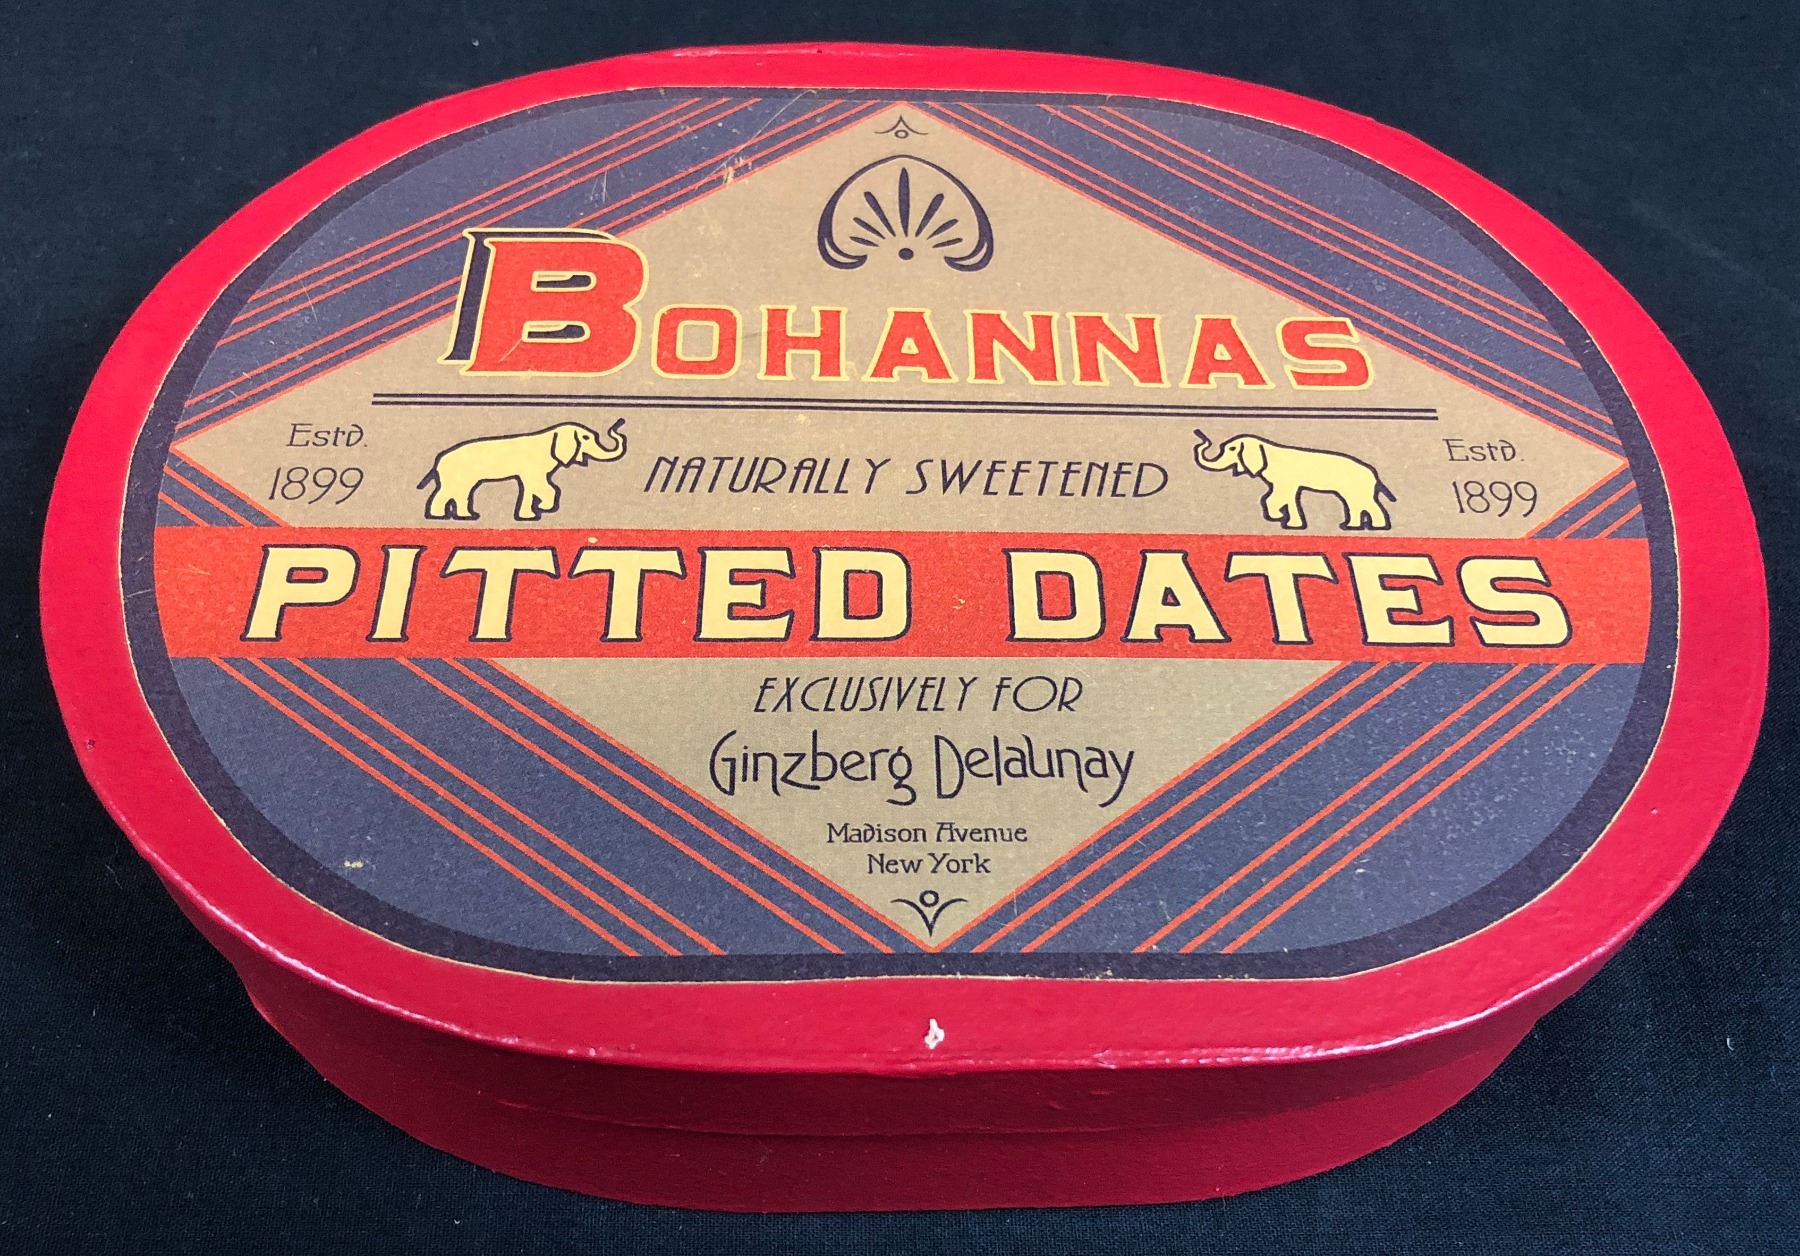 BOHANNAS
Estd. 1899
NATURALLY SWEETENED
Estd. 1899
PITTED DATES
EXCLUSIVELY FOR
Ginzberg Delaunay
Madison Avenue
New York